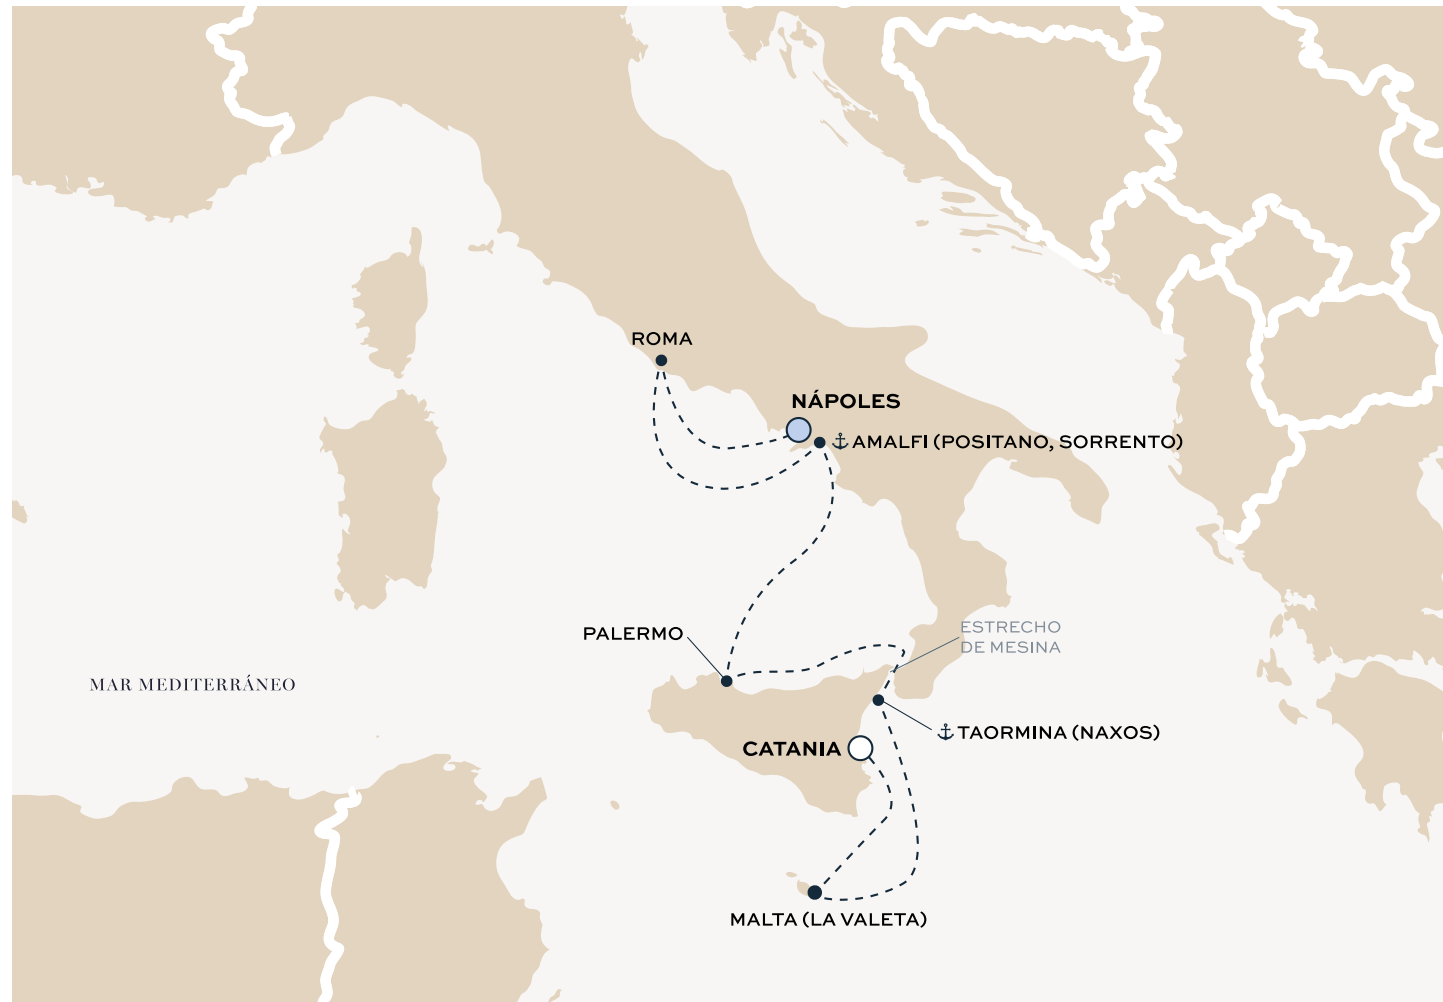 ROMA
NÁPOLES
AMALFI (POSITANO, SORRENTO)
ESTRECHO
DE MESINA
PALERMO
MAR MEDITERRÁNEO
TAORMINA (NAXOS)
CATANIA
MALTA (LA VALETA)